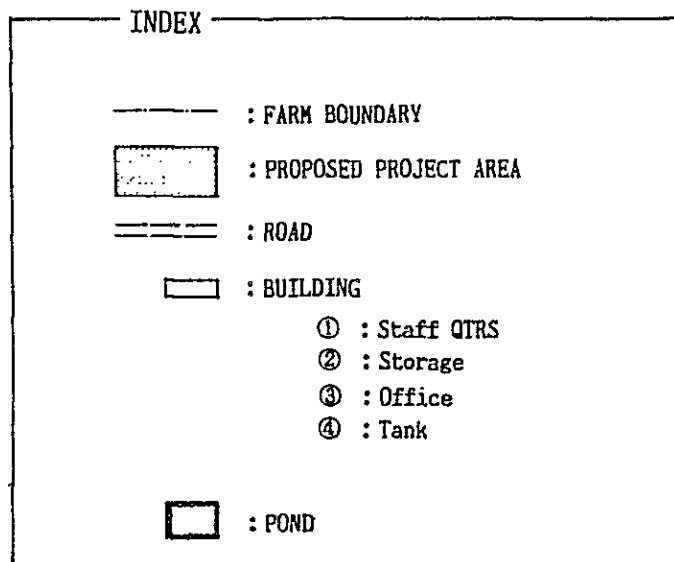 INDEX
: FARM BOUNDARY
: PROPOSED PROJECT AREA
: ROAD
: BUILDING
① : Staff QTRS
② : Storage
③ : Office
④ : Tank
: POND